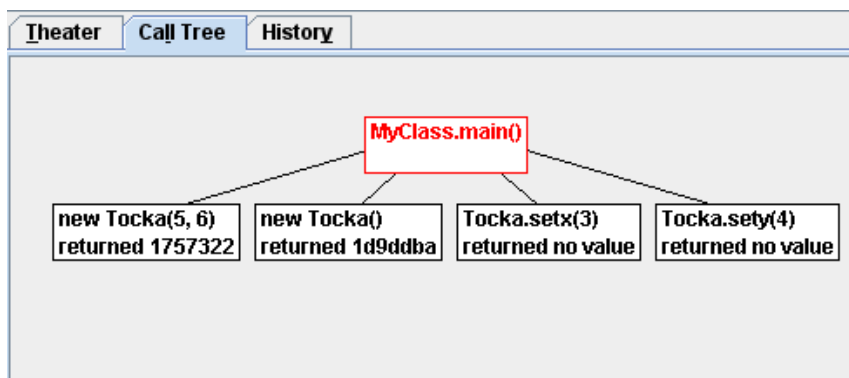 Theater Call Tree History
MyClass.main()
new Tocka(5, 6)
returned 1757322
new Tocka()
returned 1d9ddba
Tocka.setx(3)
returned no value
Tocka.sety(4)
returned no value